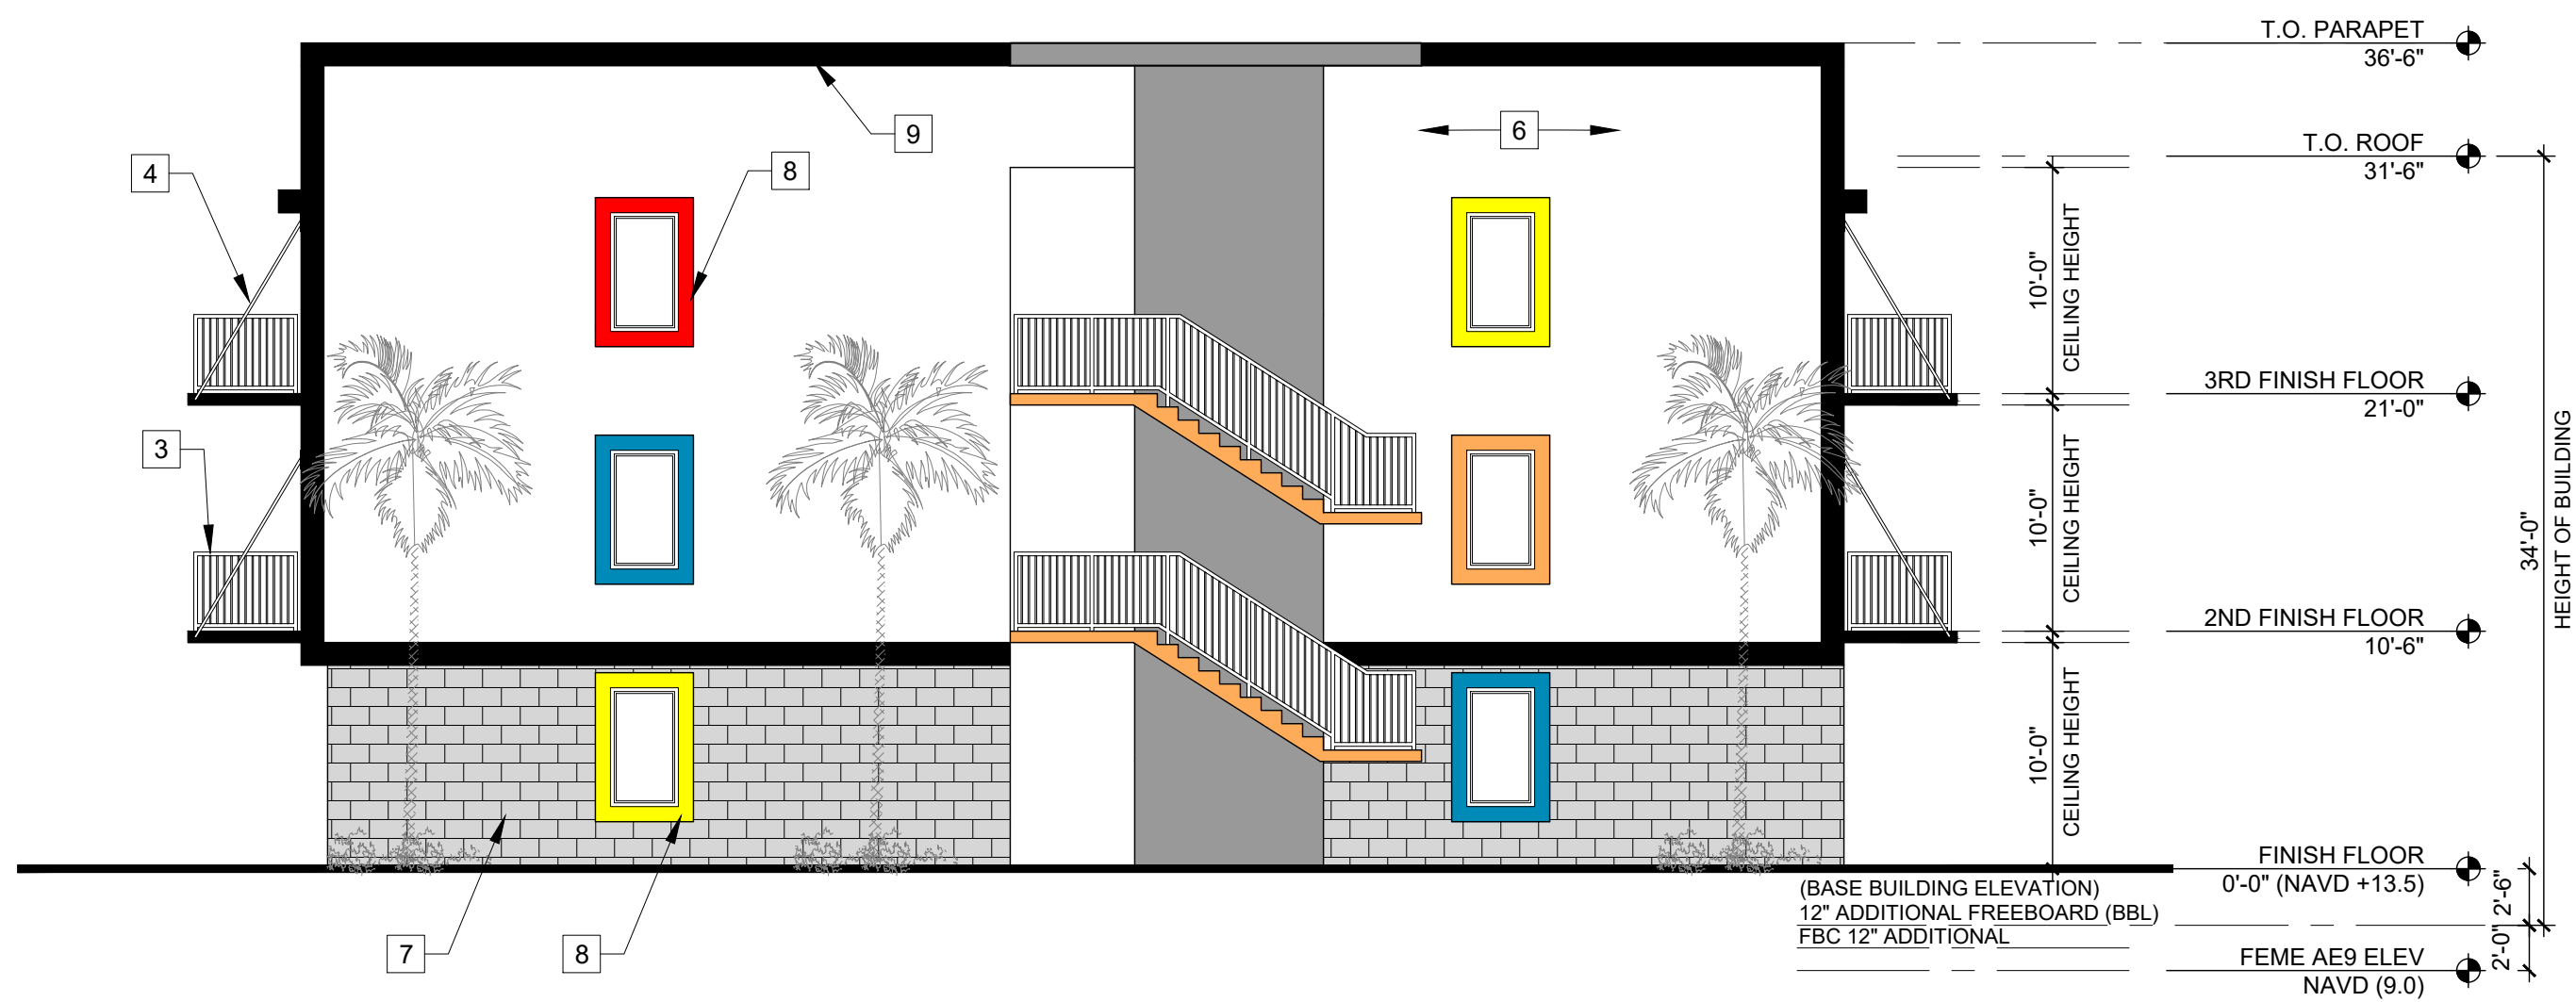 T.O. PARAPET
36'-6"
9
6
T.O. ROOF
31'-6"
4
8
10'-0"
CEILING HEIGHT
3RD FINISH FLOOR
21'-0"
3
10'-0"
CEILING HEIGHT
34'-0"
HEIGHT OF BUILDING
2ND FINISH FLOOR
10'-6"
10'-0"
CEILING HEIGHT
FINISH FLOOR
0'-0" (NAVD +13.5)
2'-6"
(BASE BUILDING ELEVATION)
12" ADDITIONAL FREEBOARD (BBL)
FBC 12" ADDITIONAL
2'-0"
7
8
FEME AE9 ELEV
NAVD (9.0)